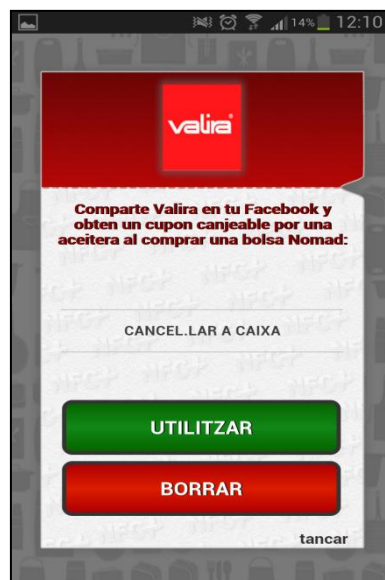 14% 12:10
valira
Comparte Valira en tu Facebook y
obten un cupon canjeable por una
aceitera al comprar una bolsa Nomad:
CANCEL.LAR A CAIXA
UTILITZAR
BORRAR
tancar